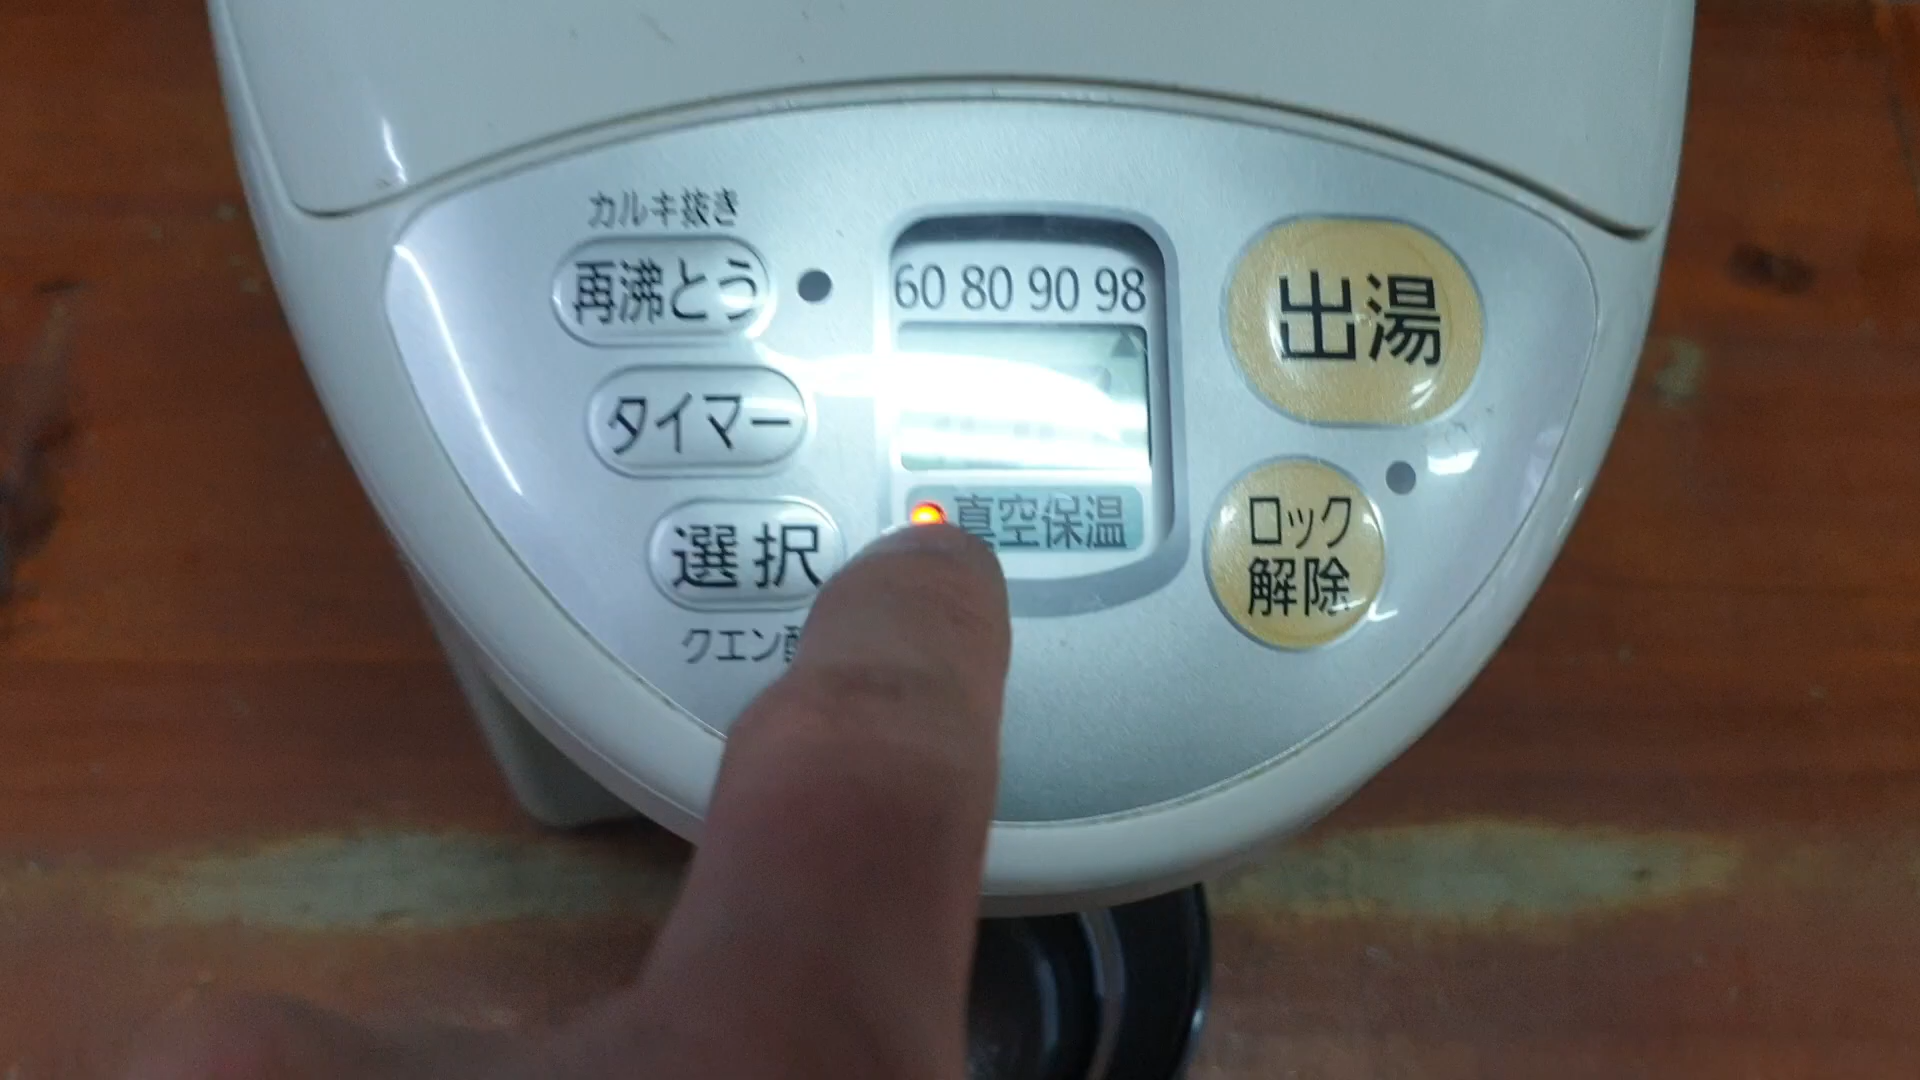 カルキ抜き
再沸とう
タイマー
選択
クエン
60 80 90 98
真空保温
出湯
ロック
解除